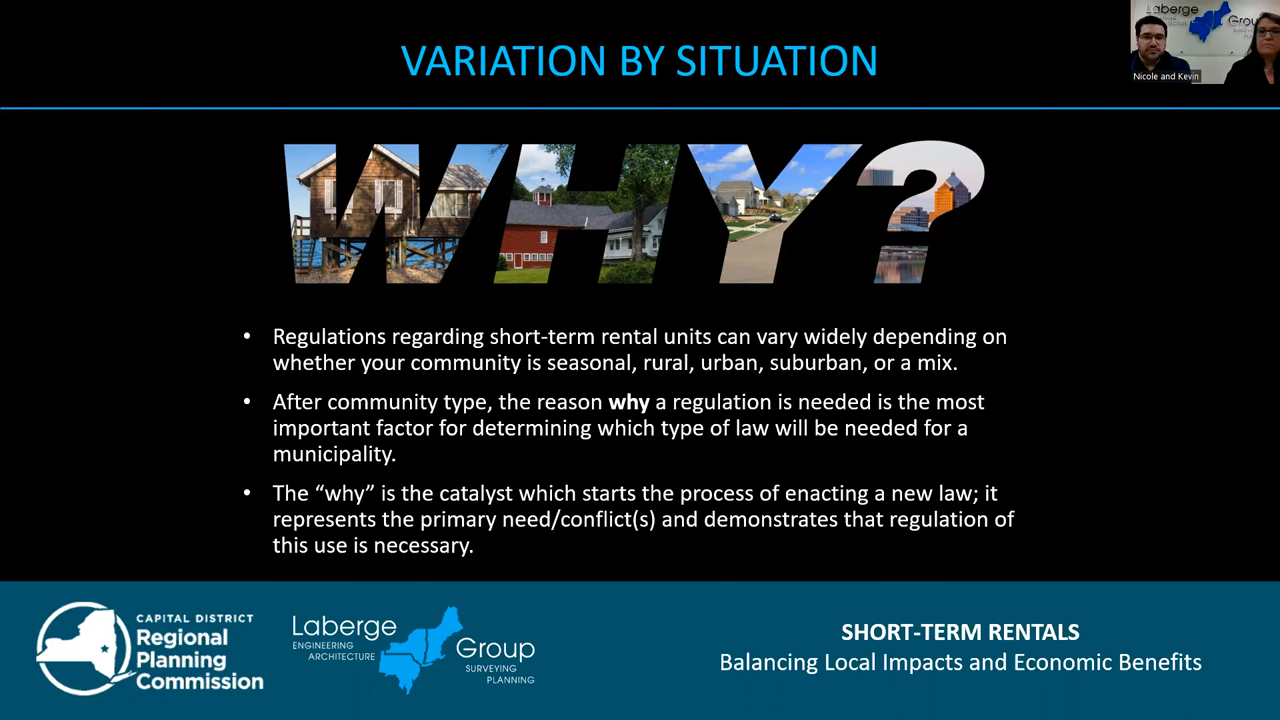 VARIATION BY SITUATION
Laberge
Group
Nicole and Kevin
WHY?
• Regulations regarding short-term rental units can vary widely depending on
whether your community is seasonal, rural, urban, suburban, or a mix.
• After community type, the reason why a regulation is needed is the most
important factor for determining which type of law will be needed for a
municipality.
• The “why” is the catalyst which starts the process of enacting a new law; it
represents the primary need/conflict(s) and demonstrates that regulation of
this use is necessary.
CAPITAL DISTRICT
Regional
Planning
Commission
Laberge
ENGINEERING
ARCHITECTURE
Group
SURVEYING
PLANNING
SHORT-TERM RENTALS
Balancing Local Impacts and Economic Benefits